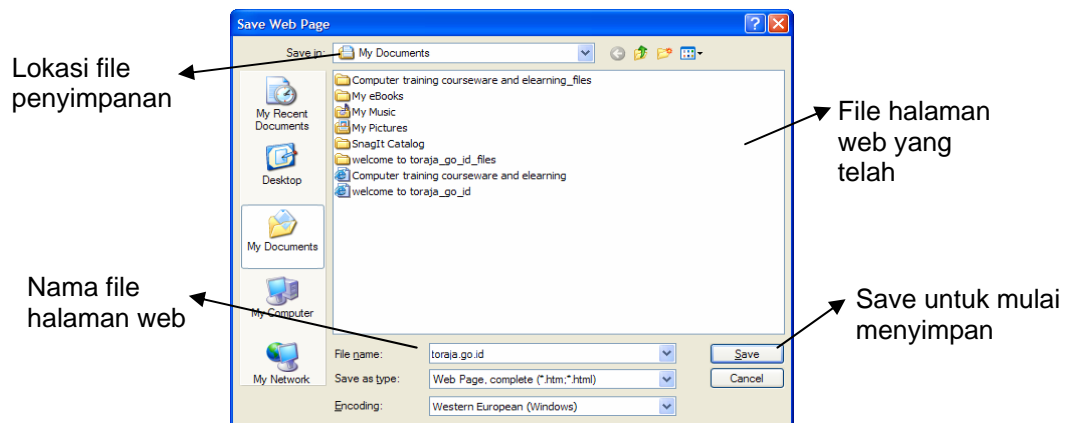 Save Web Page
Save in:
My Documents
Lokasi file
penyimpanan
My Recent
Documents
Desktop
My Documents
My Computer
My Network
Computer training courseware and elearning_files
My eBooks
My Music
My Pictures
SnagIt Catalog
welcome to toraja_go_id_files
Computer training courseware and elearning
welcome to toraja_go_id
File halaman
web yang
telah
Nama file
halaman web
Save untuk mulai
menyimpan
File name:
toraja.go.id
Save
Save as type:
Web Page, complete (*.htm;*.html)
Cancel
Encoding:
Western European (Windows)